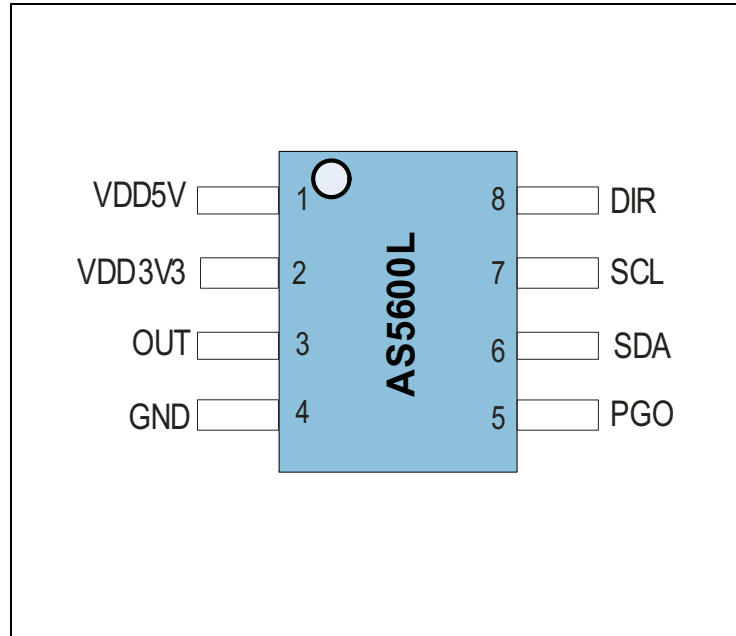 VDD5V 1 8 DIR
VDD3V3 2 7 SCL
OUT 3 6 SDA
GND 4 5 PGO
AS5600L